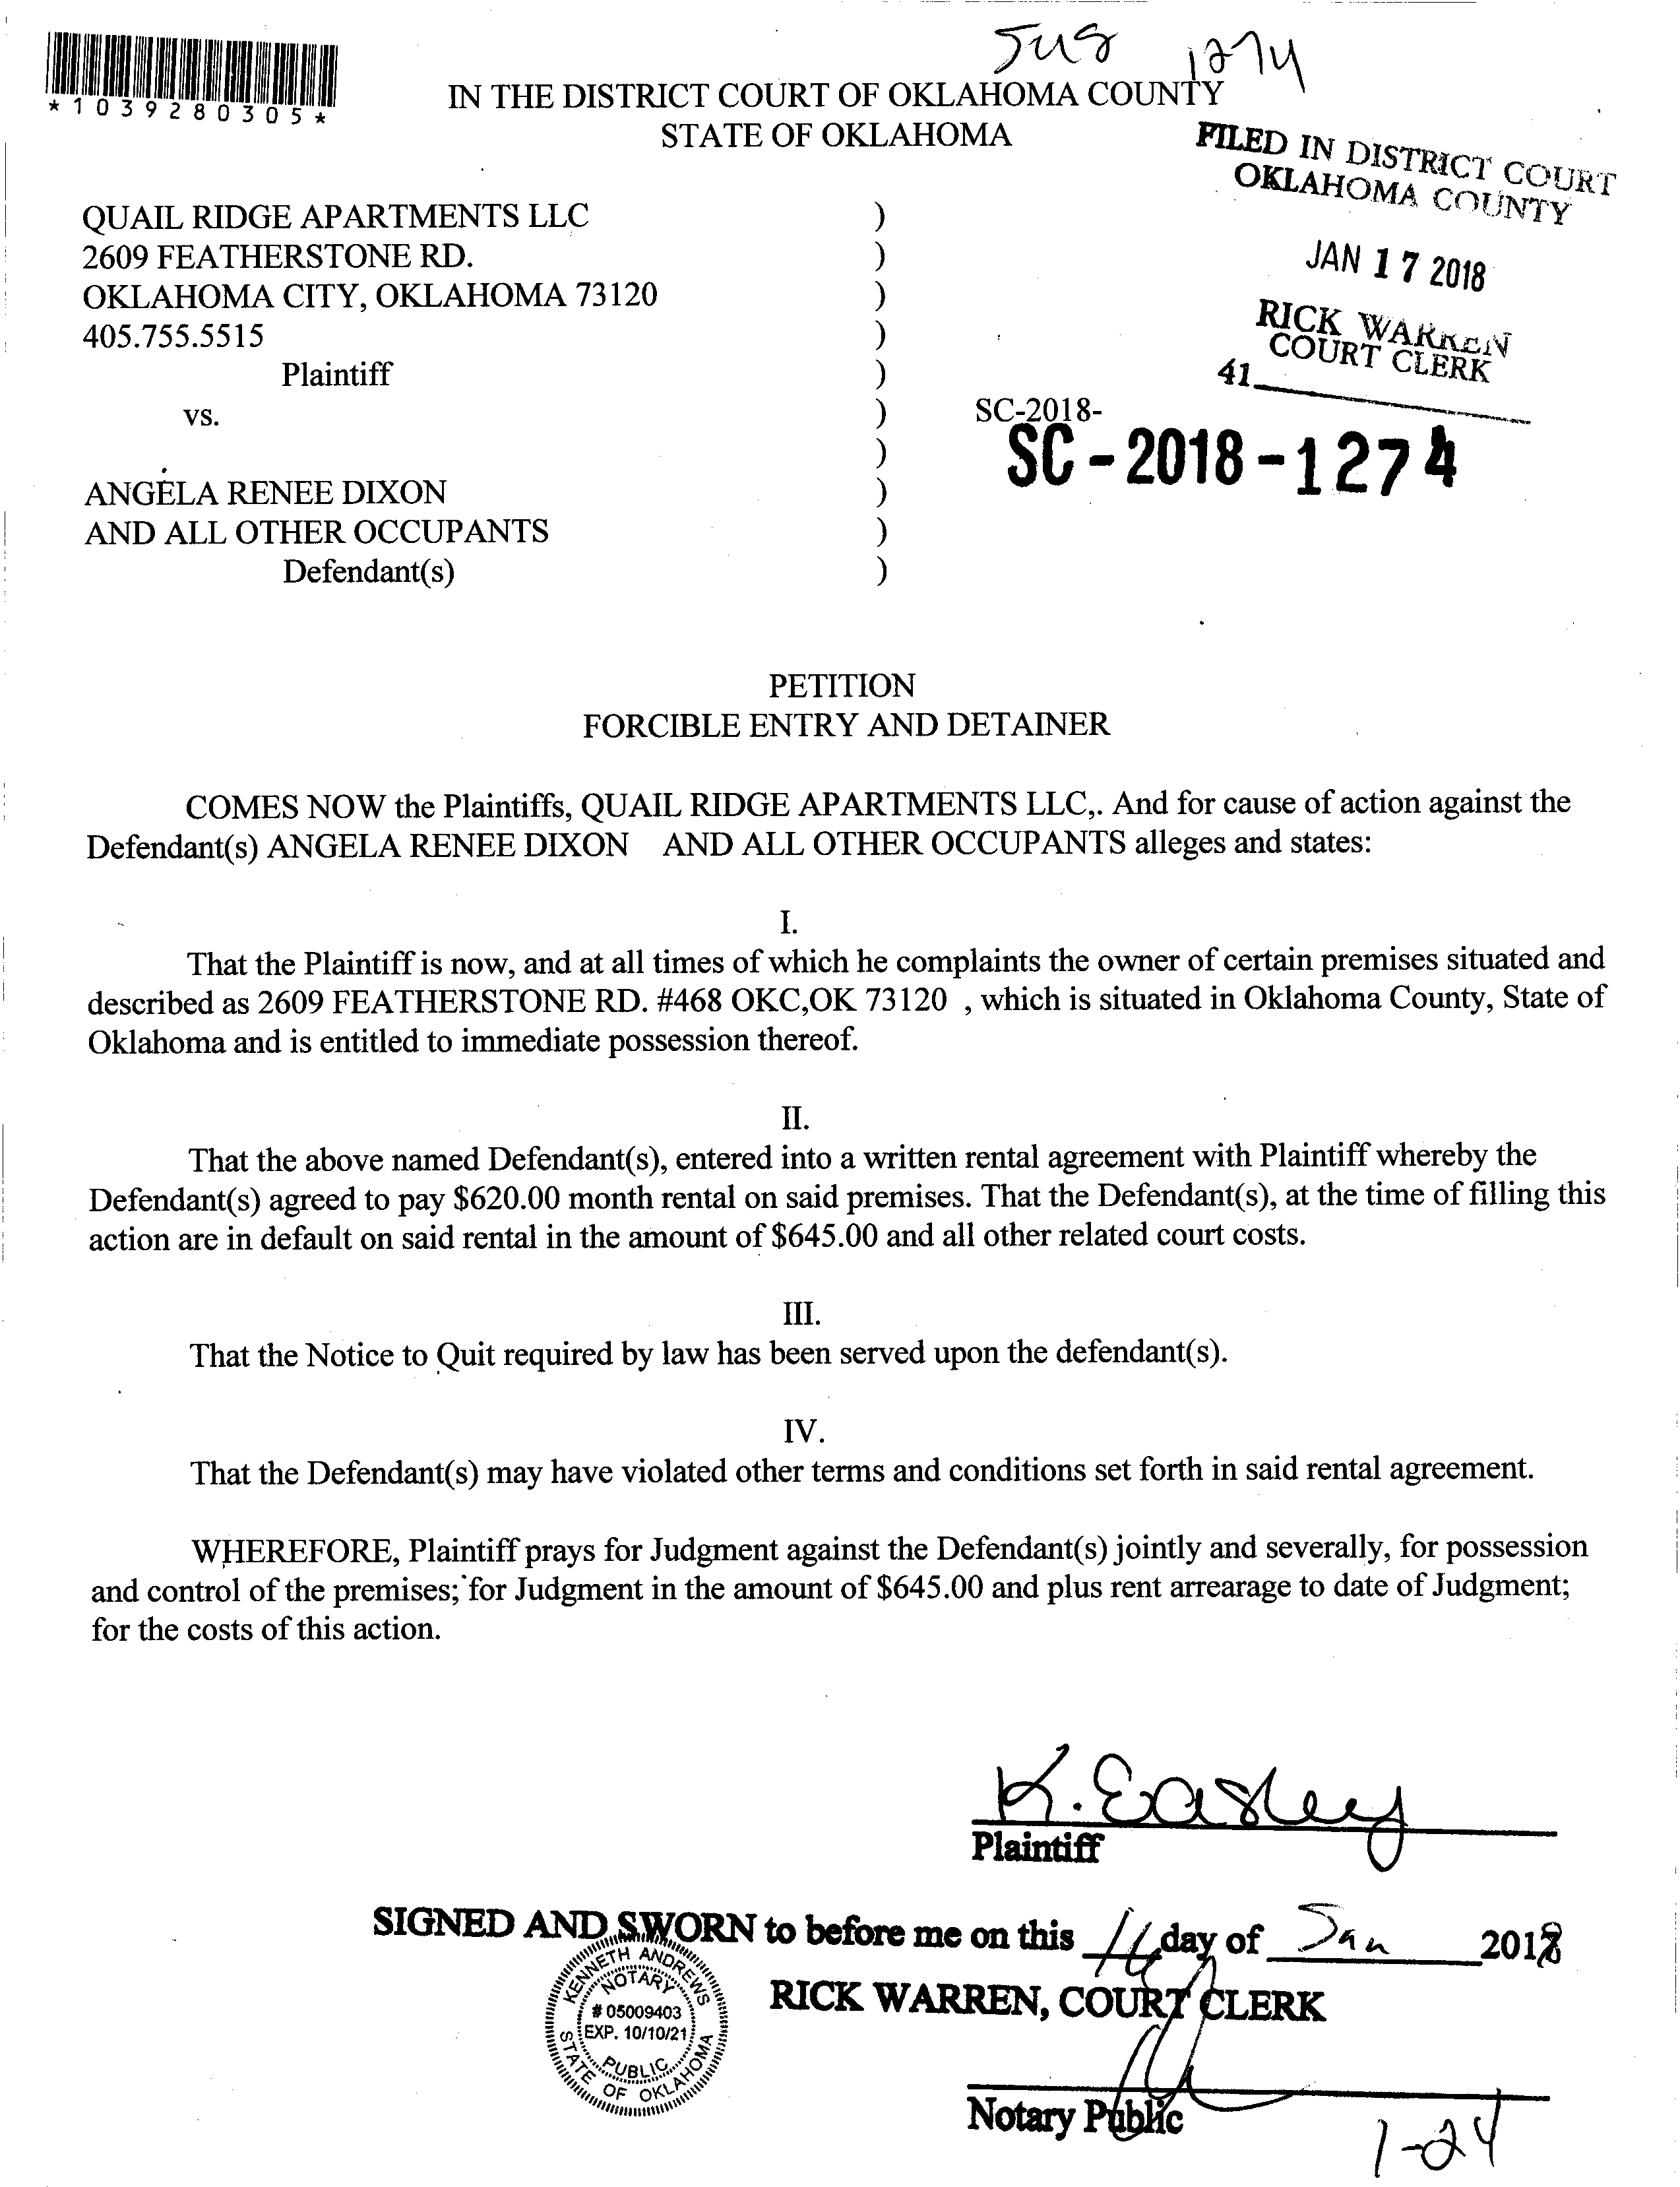 *1039280305*
1274
IN THE DISTRICT COURT OF OKLAHOMA COUNTY
STATE OF OKLAHOMA
FILED IN DISTRICT COURT
OKLAHOMA COUNTY
JAN 17 2018
RICK WARREN
COURT CLERK
41
QUAIL RIDGE APARTMENTS LLC )
2609 FEATHERSTONE RD. )
OKLAHOMA CITY, OKLAHOMA 73120 )
405.755.5515 )
Plaintiff )
vs. ) SC-2018-
) SC-2018-1274
ANGELA RENEE DIXON )
AND ALL OTHER OCCUPANTS )
Defendant(s) )
PETITION
FORCIBLE ENTRY AND DETAINER
COMES NOW the Plaintiffs, QUAIL RIDGE APARTMENTS LLC,. And for cause of action against the
Defendant(s) ANGELA RENEE DIXON AND ALL OTHER OCCUPANTS alleges and states:
I.
That the Plaintiff is now, and at all times of which he complaints the owner of certain premises situated and
described as 2609 FEATHERSTONE RD. #468 OKC,OK 73120 , which is situated in Oklahoma County, State of
Oklahoma and is entitled to immediate possession thereof.
II.
That the above named Defendant(s), entered into a written rental agreement with Plaintiff whereby the
Defendant(s) agreed to pay $620.00 month rental on said premises. That the Defendant(s), at the time of filling this
action are in default on said rental in the amount of $645.00 and all other related court costs.
III.
That the Notice to Quit required by law has been served upon the defendant(s).
IV.
That the Defendant(s) may have violated other terms and conditions set forth in said rental agreement.
WHEREFORE, Plaintiff prays for Judgment against the Defendant(s) jointly and severally, for possession
and control of the premises; for Judgment in the amount of $645.00 and plus rent arrearage to date of Judgment;
for the costs of this action.
K. Easley
Plaintiff
SIGNED AND SWORN to before me on this 16 day of Jan 2018
KENNETH ANDREWS
NOTARY
# 05009403
EXP. 10/10/21
PUBLIC
STATE OF OKLAHOMA
RICK WARREN, COURT CLERK
Notary Public
1-24